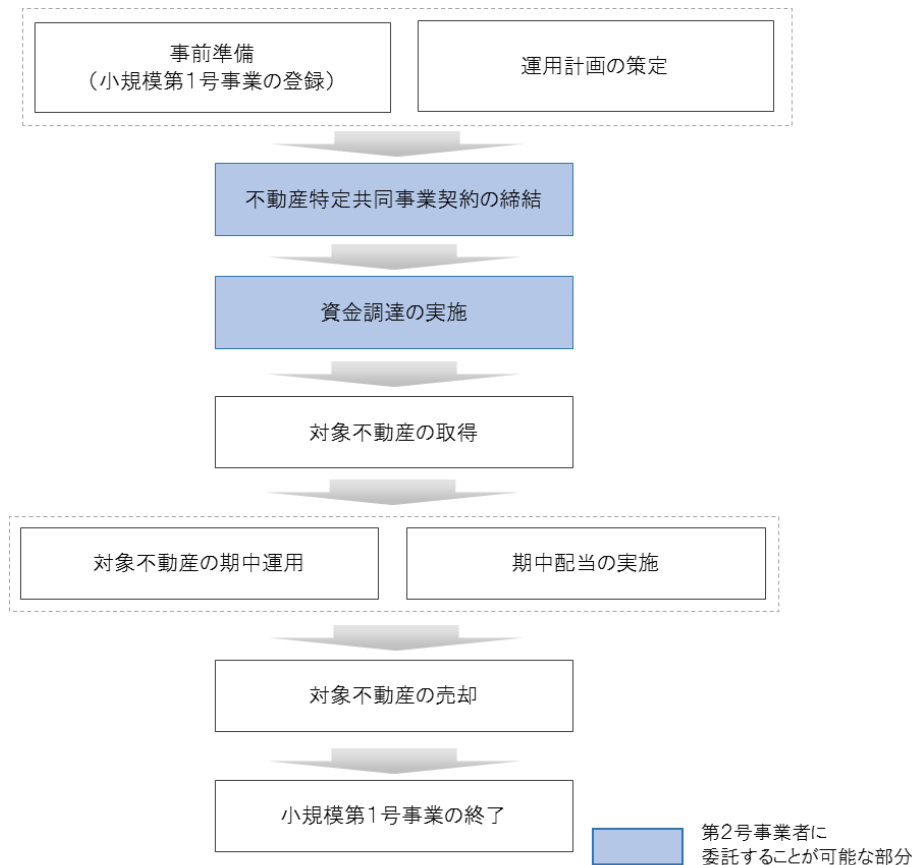 事前準備
（小規模第1号事業の登録）
運用計画の策定
不動産特定共同事業契約の締結
資金調達の実施
対象不動産の取得
対象不動産の期中運用
期中配当の実施
対象不動産の売却
小規模第1号事業の終了
第2号事業者に
委託することが可能な部分